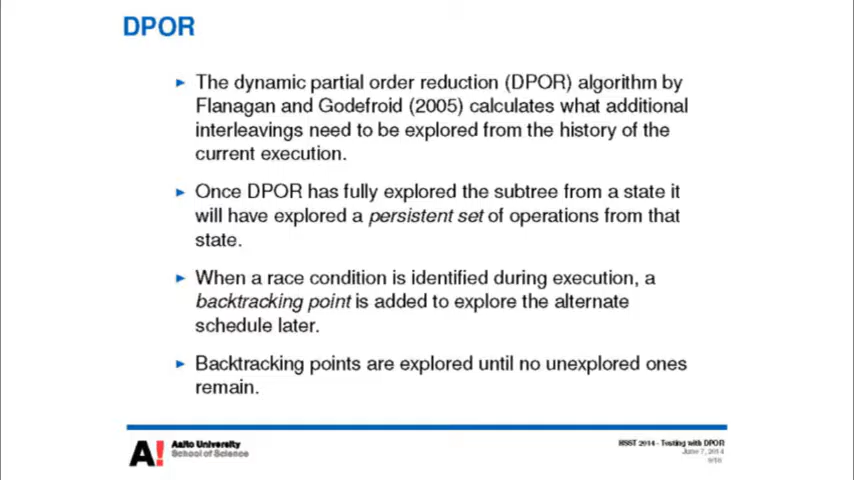 DPOR
► The dynamic partial order reduction (DPOR) algorithm by
Flanagan and Godefroid (2005) calculates what additional
interleavings need to be explored from the history of the
current execution.
► Once DPOR has fully explored the subtree from a state it
will have explored a persistent set of operations from that
state.
► When a race condition is identified during execution, a
backtracking point is added to explore the alternate
schedule later.
► Backtracking points are explored until no unexplored ones
remain.
A!
Aalto University
School of Science
2014 - Testing with DPOR
June 7, 2014